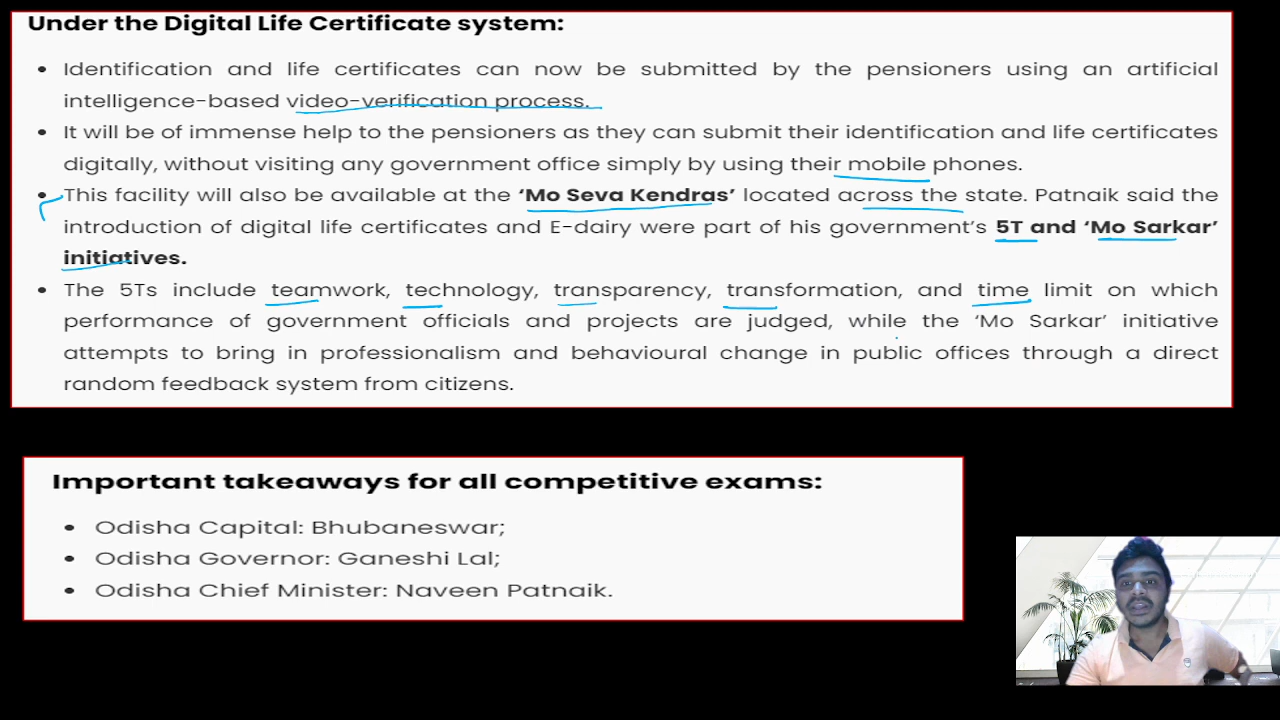 Under the Digital Life Certificate system:
• Identification and life certificates can now be submitted by the pensioners using an artificial
intelligence-based video-verification process.
• It will be of immense help to the pensioners as they can submit their identification and life certificates
digitally, without visiting any government office simply by using their mobile phones.
• This facility will also be available at the ‘Mo Seva Kendras’ located across the state. Patnaik said the
introduction of digital life certificates and E-dairy were part of his government’s 5T and ‘Mo Sarkar’
initiatives.
• The 5Ts include teamwork, technology, transparency, transformation, and time limit on which
performance of government officials and projects are judged, while the ‘Mo Sarkar’ initiative
attempts to bring in professionalism and behavioural change in public offices through a direct
random feedback system from citizens.
Important takeaways for all competitive exams:
• Odisha Capital: Bhubaneswar;
• Odisha Governor: Ganeshi Lal;
• Odisha Chief Minister: Naveen Patnaik.